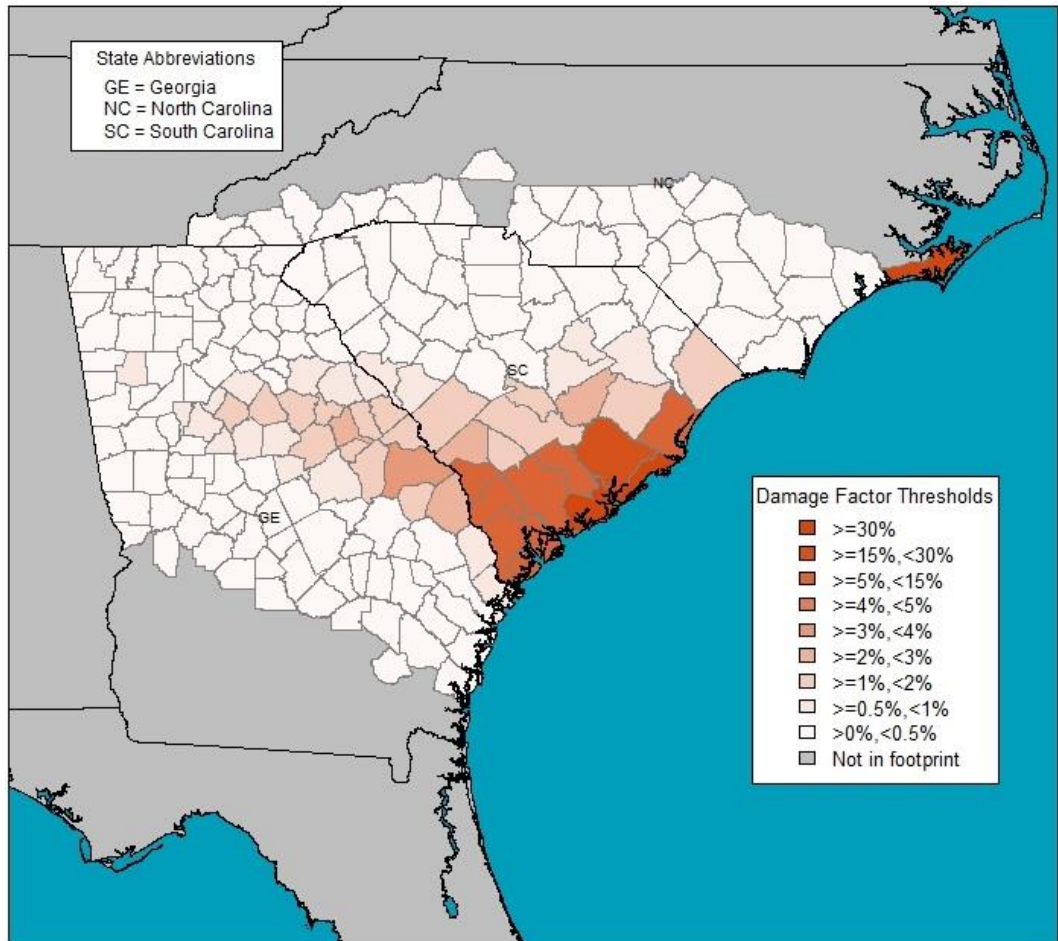 State Abbreviations
GE = Georgia
NC = North Carolina
SC = South Carolina
NC
SC
GE
Damage Factor Thresholds
>=30%
>=15%,<30%
>=5%,<15%
>=4%,<5%
>=3%,<4%
>=2%,<3%
>=1%,<2%
>=0.5%,<1%
>0%,<0.5%
Not in footprint